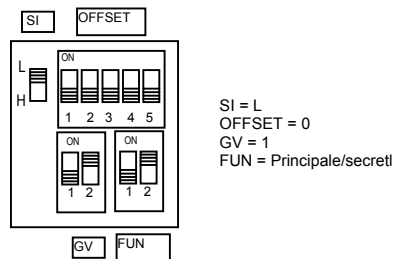 SI OFFSET
L
H
ON
1 2 3 4 5
ON ON
1 2 1 2
GV FUN
SI = L
OFFSET = 0
GV = 1
FUN = Principale/secretl